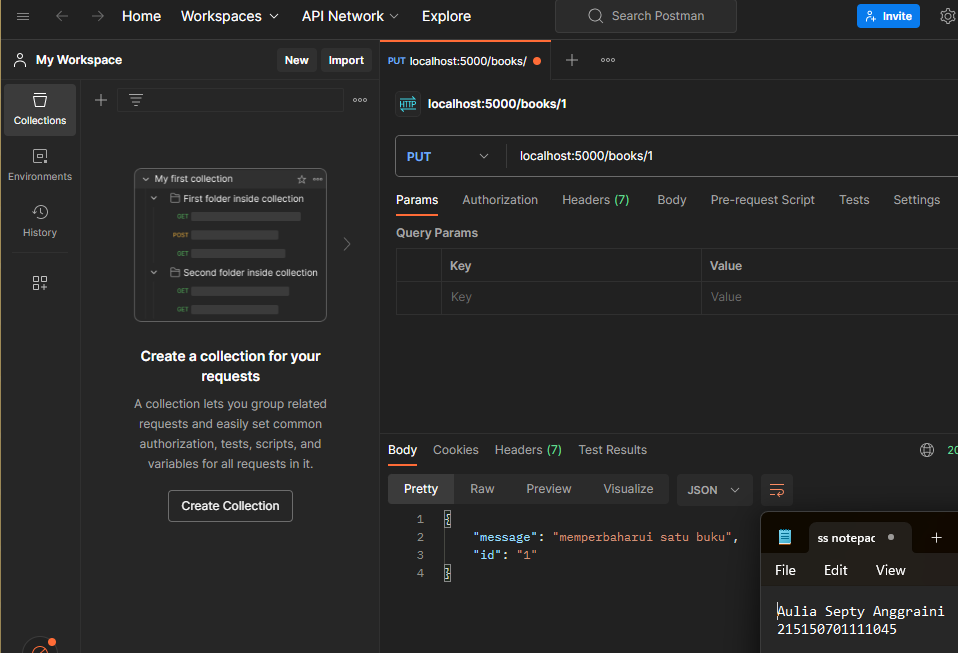 Home Workspaces API Network Explore Search Postman Invite
My Workspace New Import
PUT localhost:5000/books/
Collections
Environments
History
My first collection
First folder inside collection
GET
POST
GET
Second folder inside collection
GET
GET
Create a collection for your
requests
A collection lets you group related
requests and easily set common
authorization, tests, scripts, and
variables for all requests in it.
Create Collection
HTTP localhost:5000/books/1
PUT localhost:5000/books/1
Params Authorization Headers (7) Body Pre-request Script Tests Settings
Query Params
Key Value
Key Value
Body Cookies Headers (7) Test Results 20
Pretty Raw Preview Visualize JSON
1 {
2 "message": "memperbaharui satu buku",
3 "id": "1"
4 }
ss notepac
File Edit View
Aulia Septy Anggraini
215150701111045